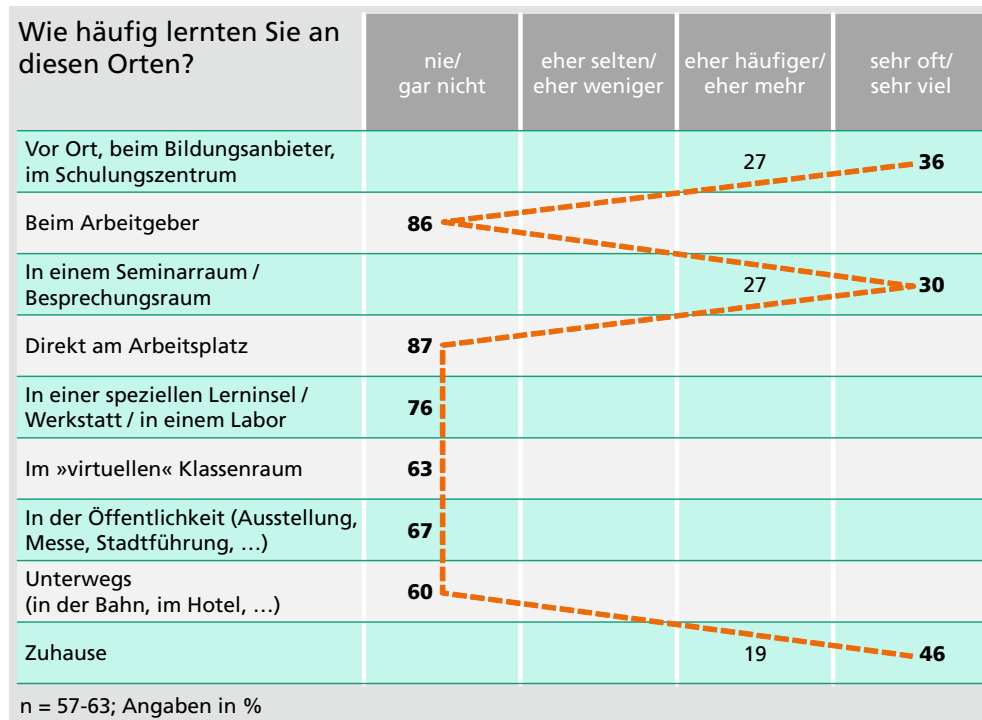 Wie häufig lernten Sie an
diesen Orten?
nie/
gar nicht
eher selten/
eher weniger
eher häufiger/
eher mehr
sehr oft/
sehr viel
Vor Ort, beim Bildungsanbieter,
im Schulungszentrum
27
36
Beim Arbeitgeber
86
In einem Seminarraum /
Besprechungsraum
27
30
Direkt am Arbeitsplatz
87
In einer speziellen Lerninsel /
Werkstatt / in einem Labor
76
Im »virtuellen« Klassenraum
63
In der Öffentlichkeit (Ausstellung,
Messe, Stadtführung, …)
67
Unterwegs
(in der Bahn, im Hotel, …)
60
Zuhause
19
46
n = 57-63; Angaben in %